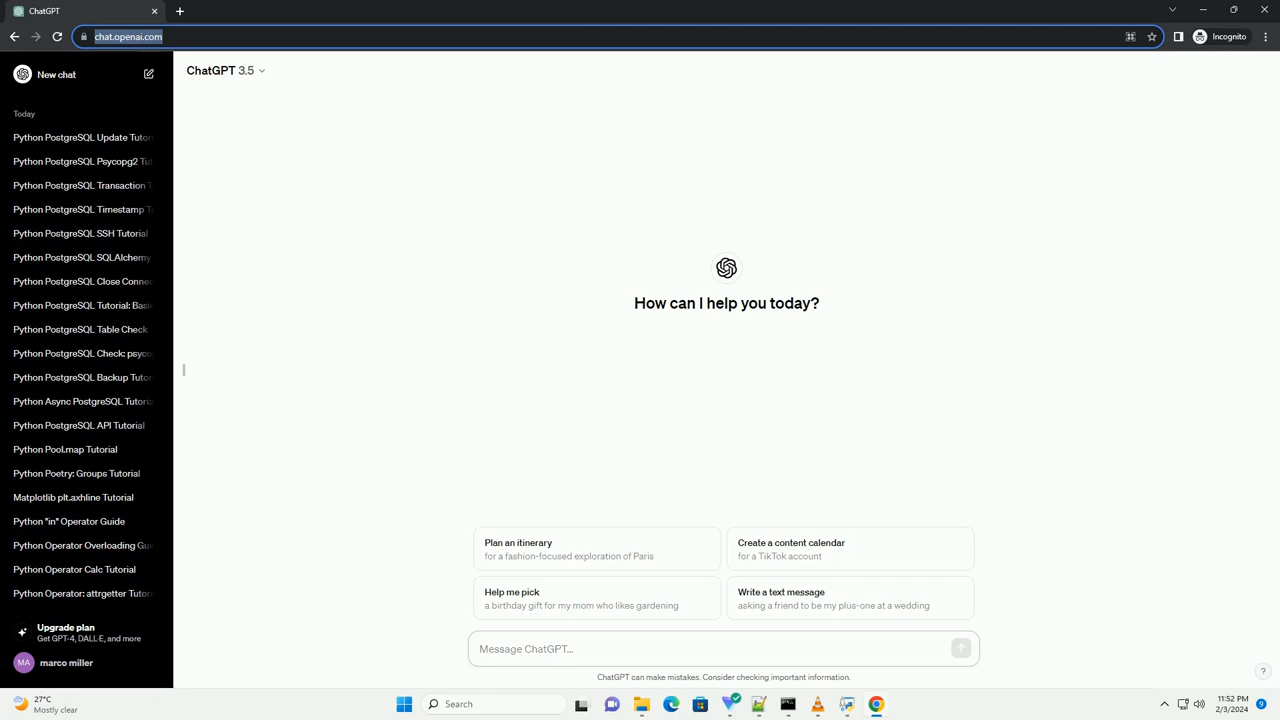 ChatGPT
chat.openai.com
Incognito
New chat
ChatGPT 3.5
Today
Python PostgreSQL Update Tutori
Python PostgreSQL Psycopg2 Tut
Python PostgreSQL Transaction T
Python PostgreSQL Timestamp Tu
Python PostgreSQL SSH Tutorial
Python PostgreSQL SQLAlchemy
Python PostgreSQL Close Connec
Python PostgreSQL Tutorial: Basi
Python PostgreSQL Table Check
Python PostgreSQL Check: psyco
Python PostgreSQL Backup Tutor
Python Async PostgreSQL Tutoria
Python PostgreSQL API Tutorial
Python Pool.map Tutorial
Python Poetry: Groups Tutorial
Matplotlib plt.axhline Tutorial
Python "in" Operator Guide
Python Operator Overloading Gu
Python Operator Calc Tutorial
Python Operator: attrgetter Tutori
Upgrade plan
Get GPT-4, DALL·E, and more
MA marco miller
How can I help you today?
Plan an itinerary
for a fashion-focused exploration of Paris
Create a content calendar
for a TikTok account
Help me pick
a birthday gift for my mom who likes gardening
Write a text message
asking a friend to be my plus-one at a wedding
Message ChatGPT...
ChatGPT can make mistakes. Consider checking important information.
?
27°C
Mostly clear
Search
11:52 PM
2/3/2024
9